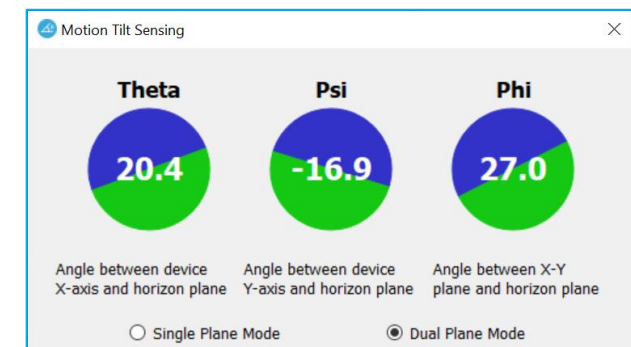 Motion Tilt Sensing
Theta
Psi
Phi
20.4
-16.9
27.0
Angle between device
X-axis and horizon plane
Angle between device
Y-axis and horizon plane
Angle between X-Y
plane and horizon plane
Single Plane Mode
Dual Plane Mode